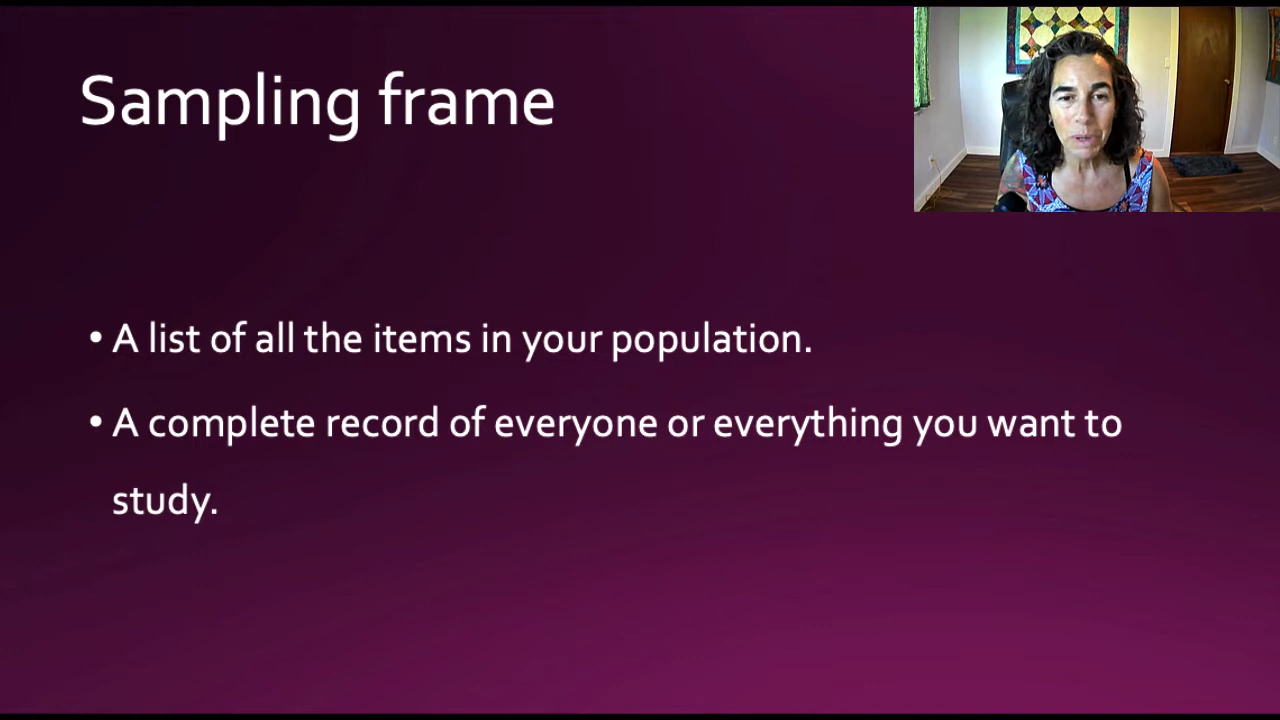 Sampling frame
• A list of all the items in your population.
• A complete record of everyone or everything you want to
study.